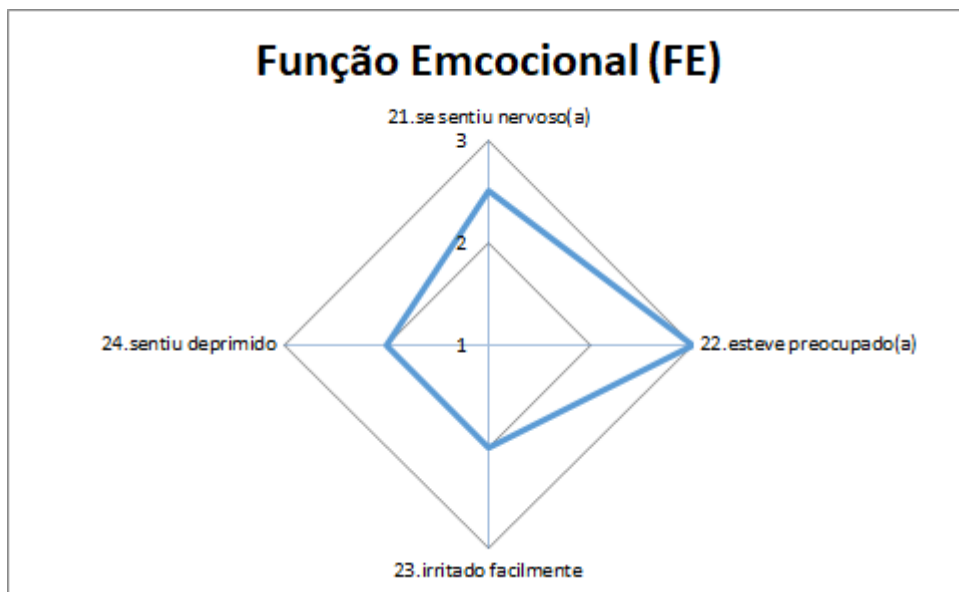 Função Emcocional (FE)
21.se sentiu nervoso(a)
3
2
24.sentiu deprimido
1
22.esteve preocupado(a)
23.irritado facilmente